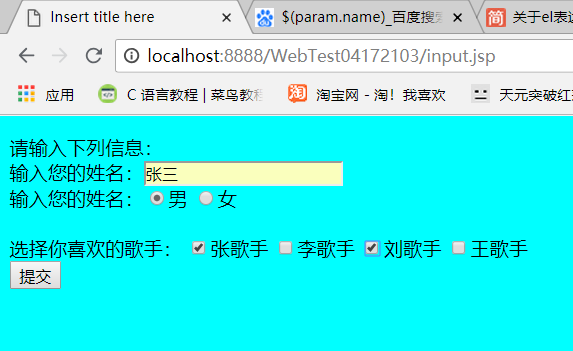 Insert title here
$(param.name)_百度搜索
简 关于el表达
localhost:8888/WebTest04172103/input.jsp
应用 C 语言教程 | 菜鸟教 淘 淘宝网 - 淘！我喜欢 天元突破红
请输入下列信息：
输入您的姓名：张三
输入您的姓名： 男 女
选择你喜欢的歌手： 张歌手 李歌手 刘歌手 王歌手
提交